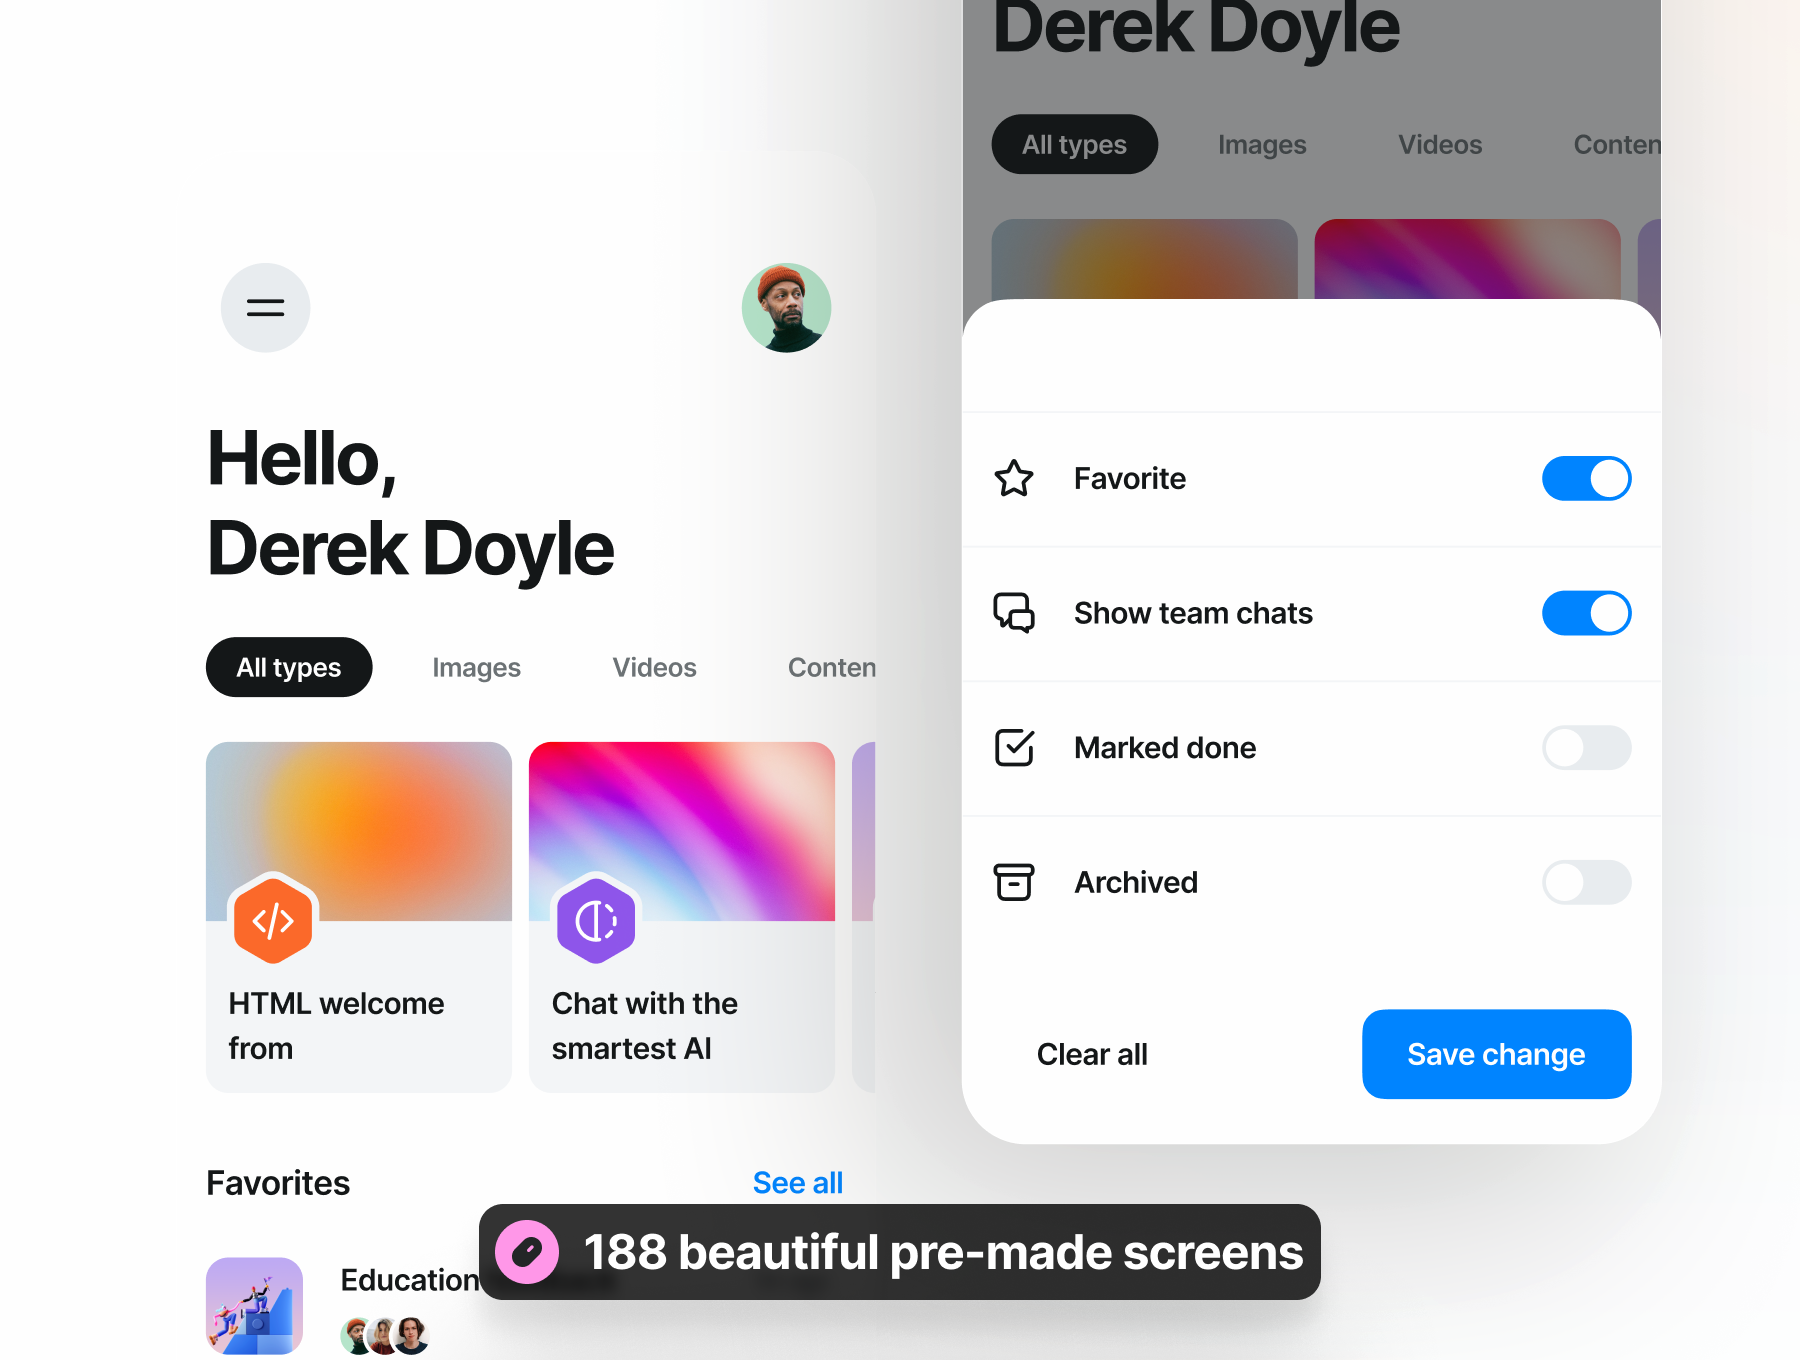 Hello,
Derek Doyle
All types
Images
Videos
Conten
HTML welcome
from
Chat with the
smartest AI
Favorites
See all
Education
Derek Doyle
All types
Images
Videos
Conten
Favorite
Show team chats
Marked done
Archived
Clear all
Save change
188 beautiful pre-made screens